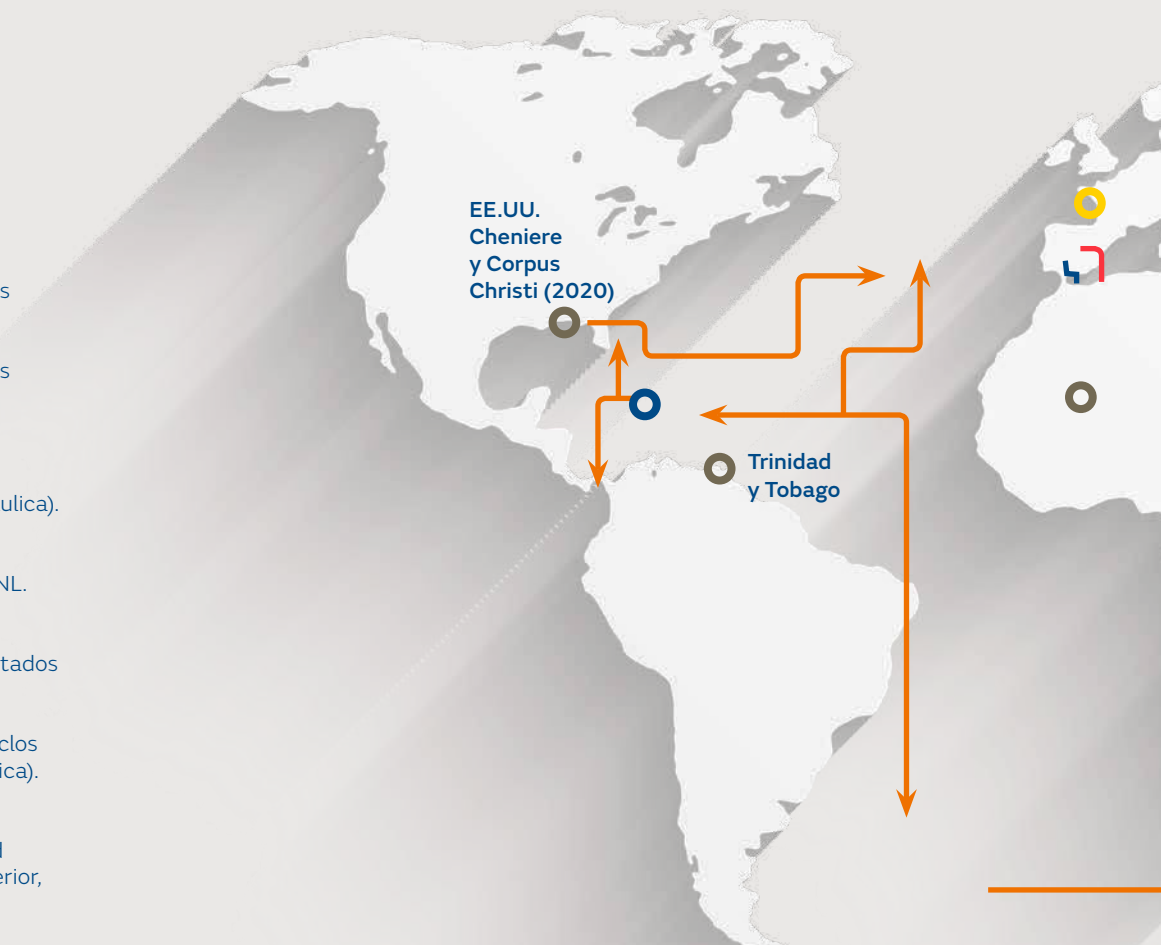 s
s
ulica).
NL.
tados
clos
ica).
erior,
EE.UU.
Cheniere
y Corpus
Christi (2020)
Trinidad
y Tobago